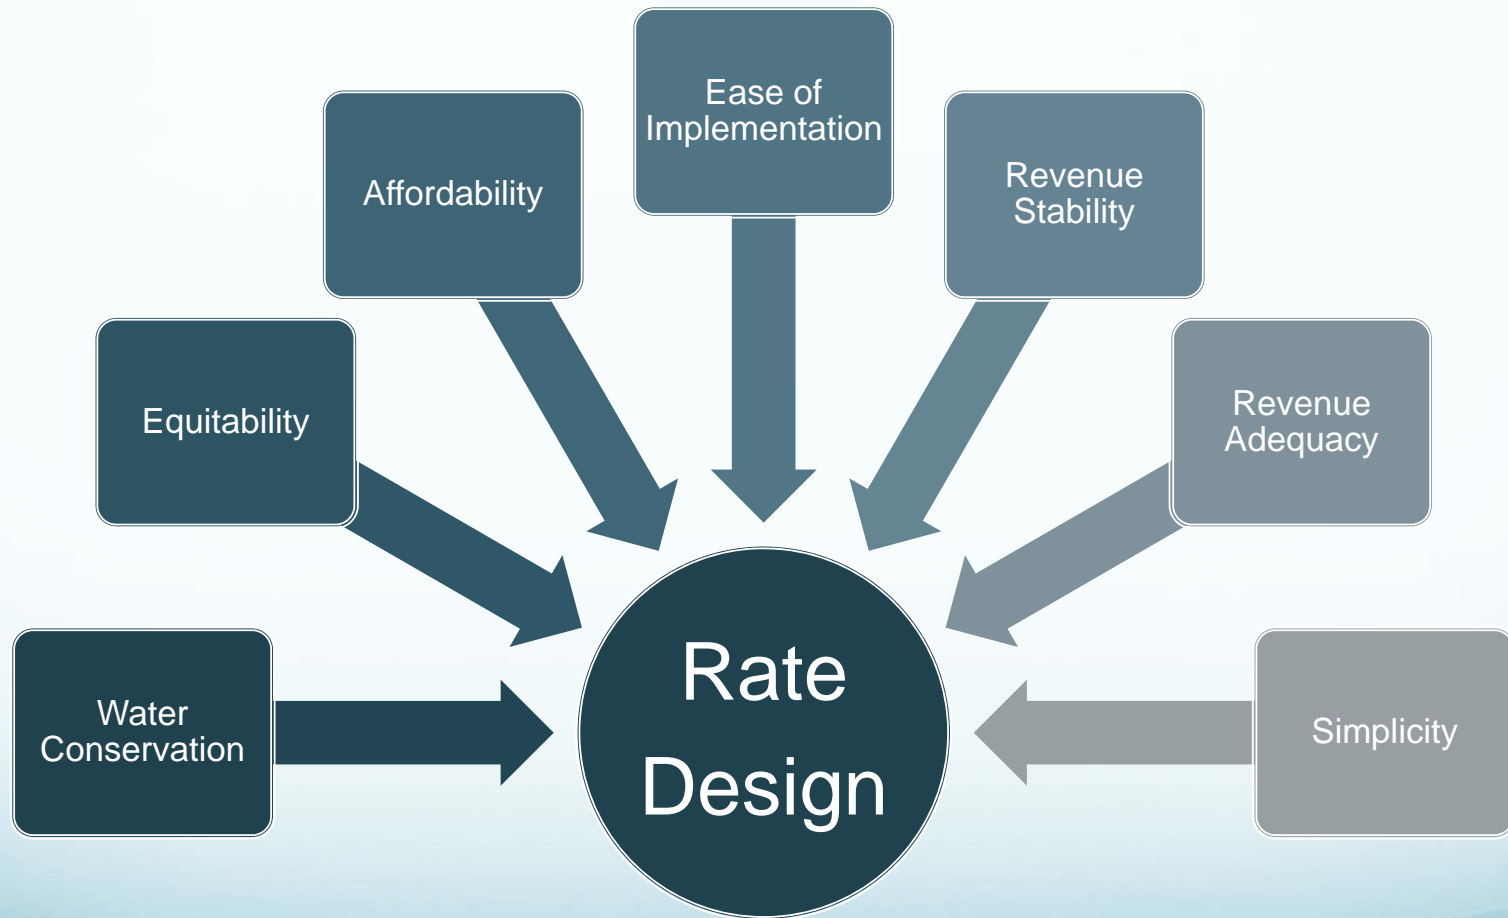 Ease of
Implementation
Affordability
Revenue
Stability
Equitability
Revenue
Adequacy
Water
Conservation
Simplicity
Rate
Design